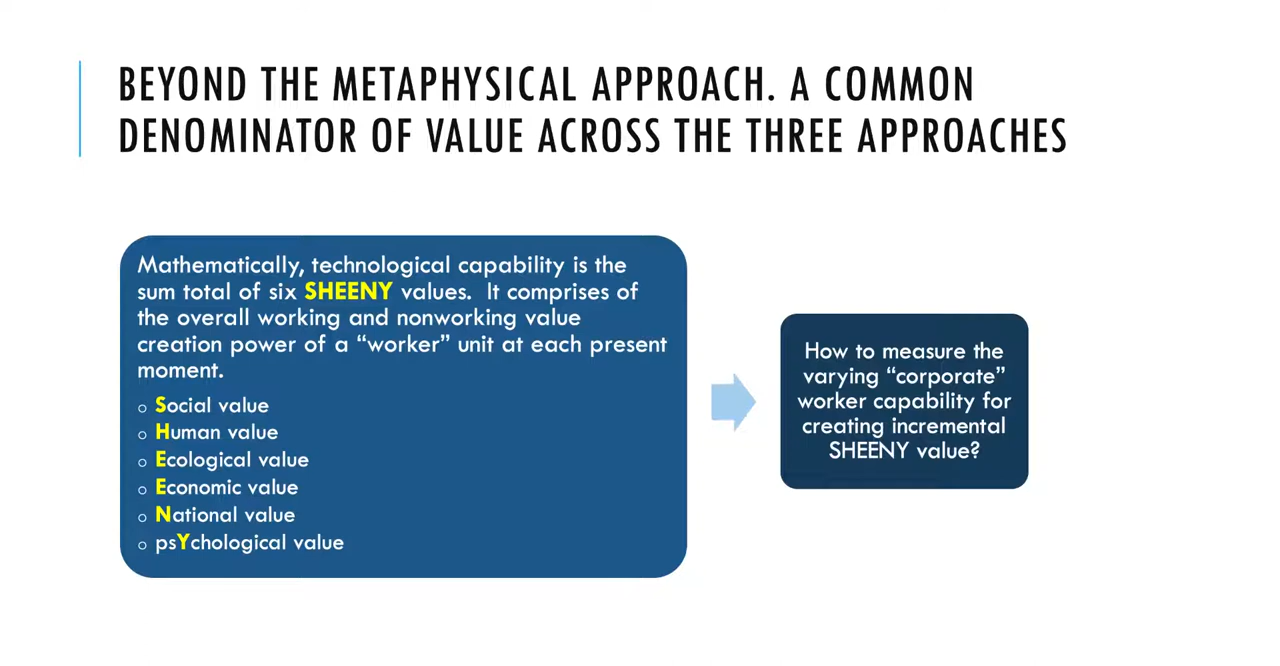 BEYOND THE METAPHYSICAL APPROACH. A COMMON
DENOMINATOR OF VALUE ACROSS THE THREE APPROACHES
Mathematically, technological capability is the
sum total of six SHEENY values. It comprises of
the overall working and nonworking value
creation power of a “worker” unit at each present
moment.
○ Social value
○ Human value
○ Ecological value
○ Economic value
○ National value
○ psYchological value
How to measure the
varying “corporate”
worker capability for
creating incremental
SHEENY value?